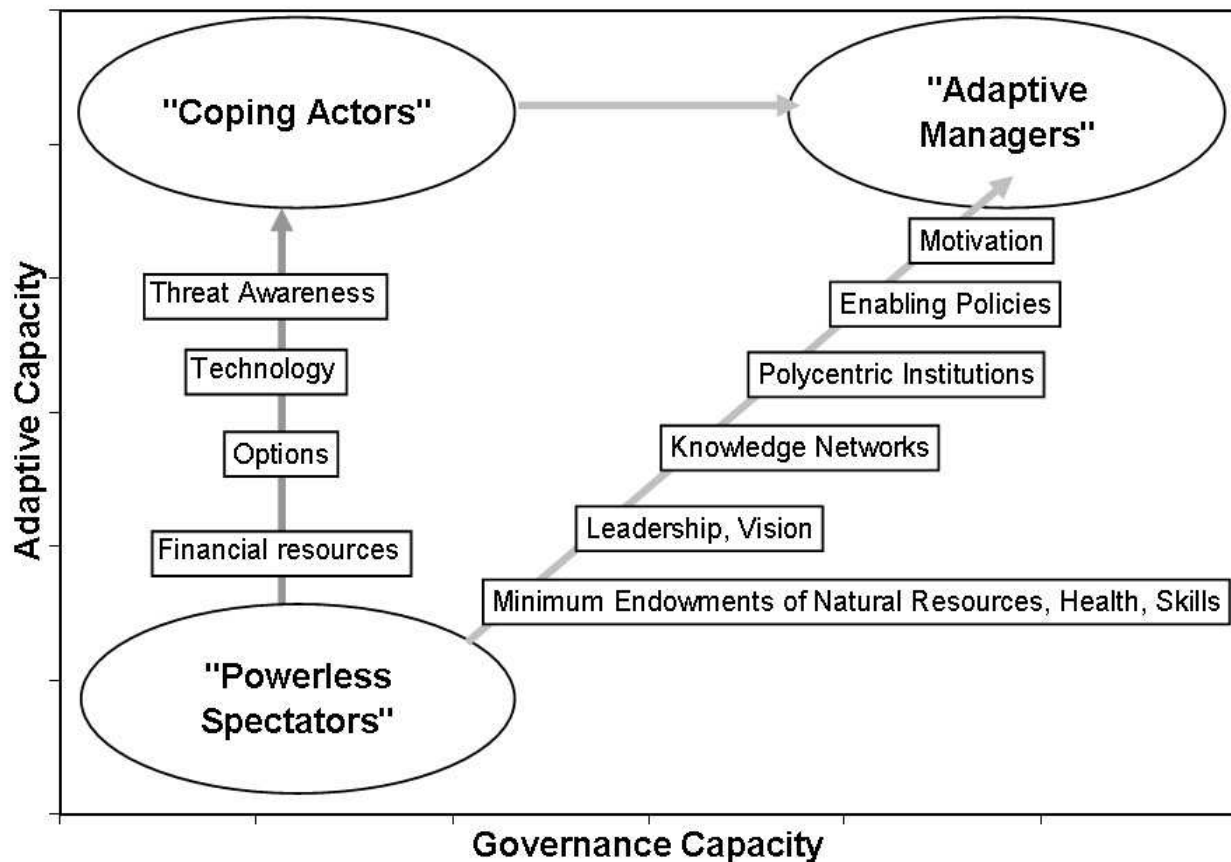 "Coping Actors"
"Adaptive
Managers"
Motivation
Threat Awareness
Enabling Policies
Technology
Polycentric Institutions
Options
Knowledge Networks
Leadership, Vision
Financial resources
Minimum Endowments of Natural Resources, Health, Skills
"Powerless
Spectators"
Adaptive Capacity
Governance Capacity